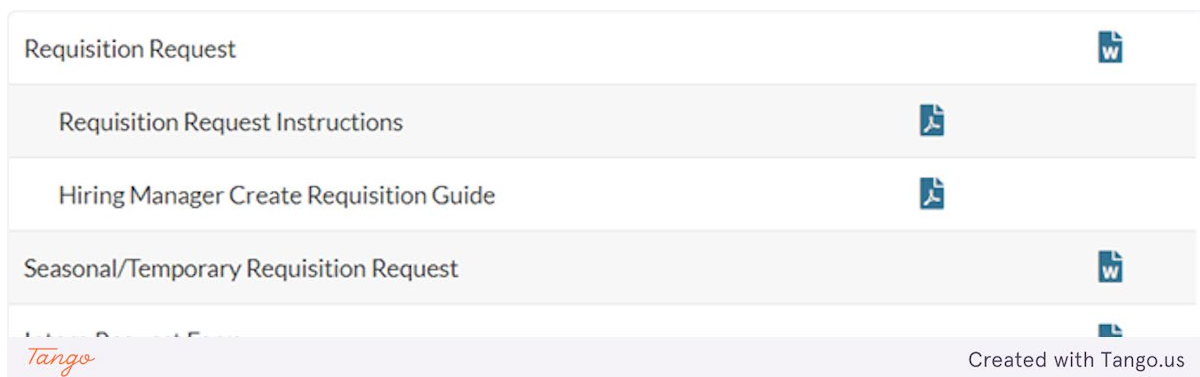 Requisition Request
Requisition Request Instructions
Hiring Manager Create Requisition Guide
Seasonal/Temporary Requisition Request
Tango
Created with Tango.us